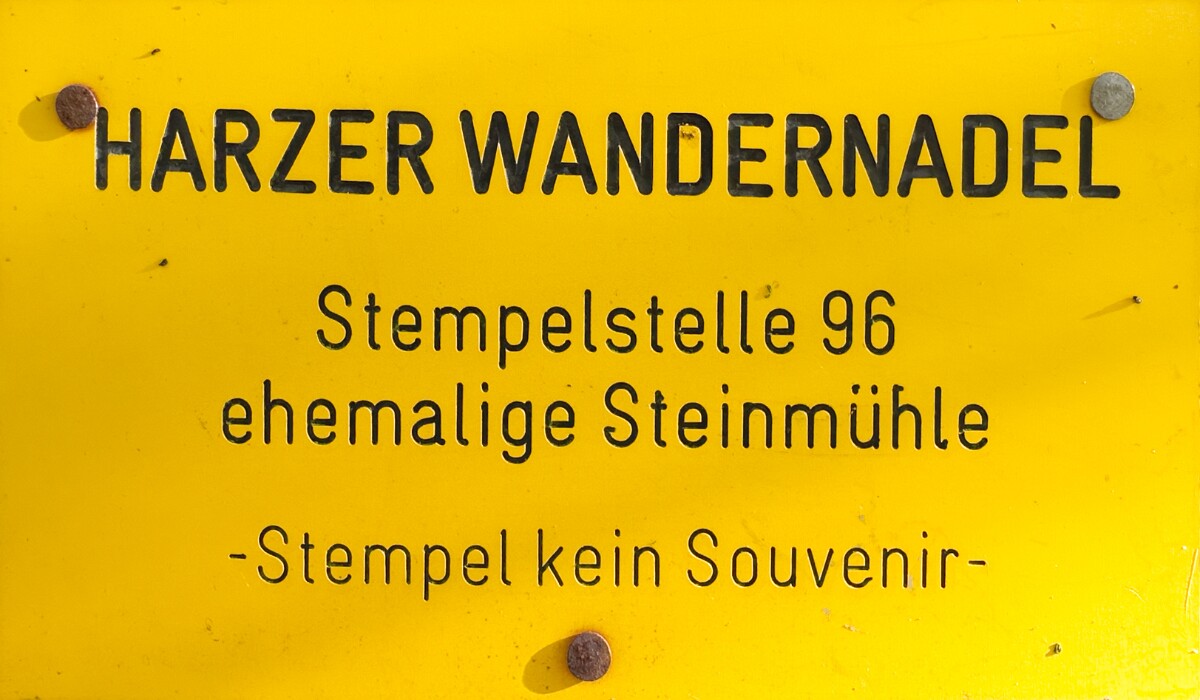 HARZER WANDERNADEL
Stempelstelle 96
ehemalige Steinmühle
-Stempel kein Souvenir-